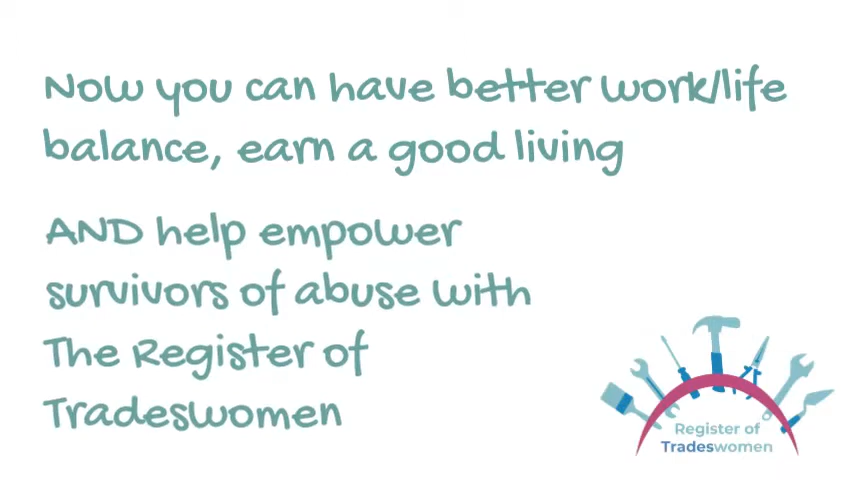 Now you can have better work/life
balance, earn a good living
AND help empower
survivors of abuse with
The Register of
Tradeswomen
Register of
Tradeswomen